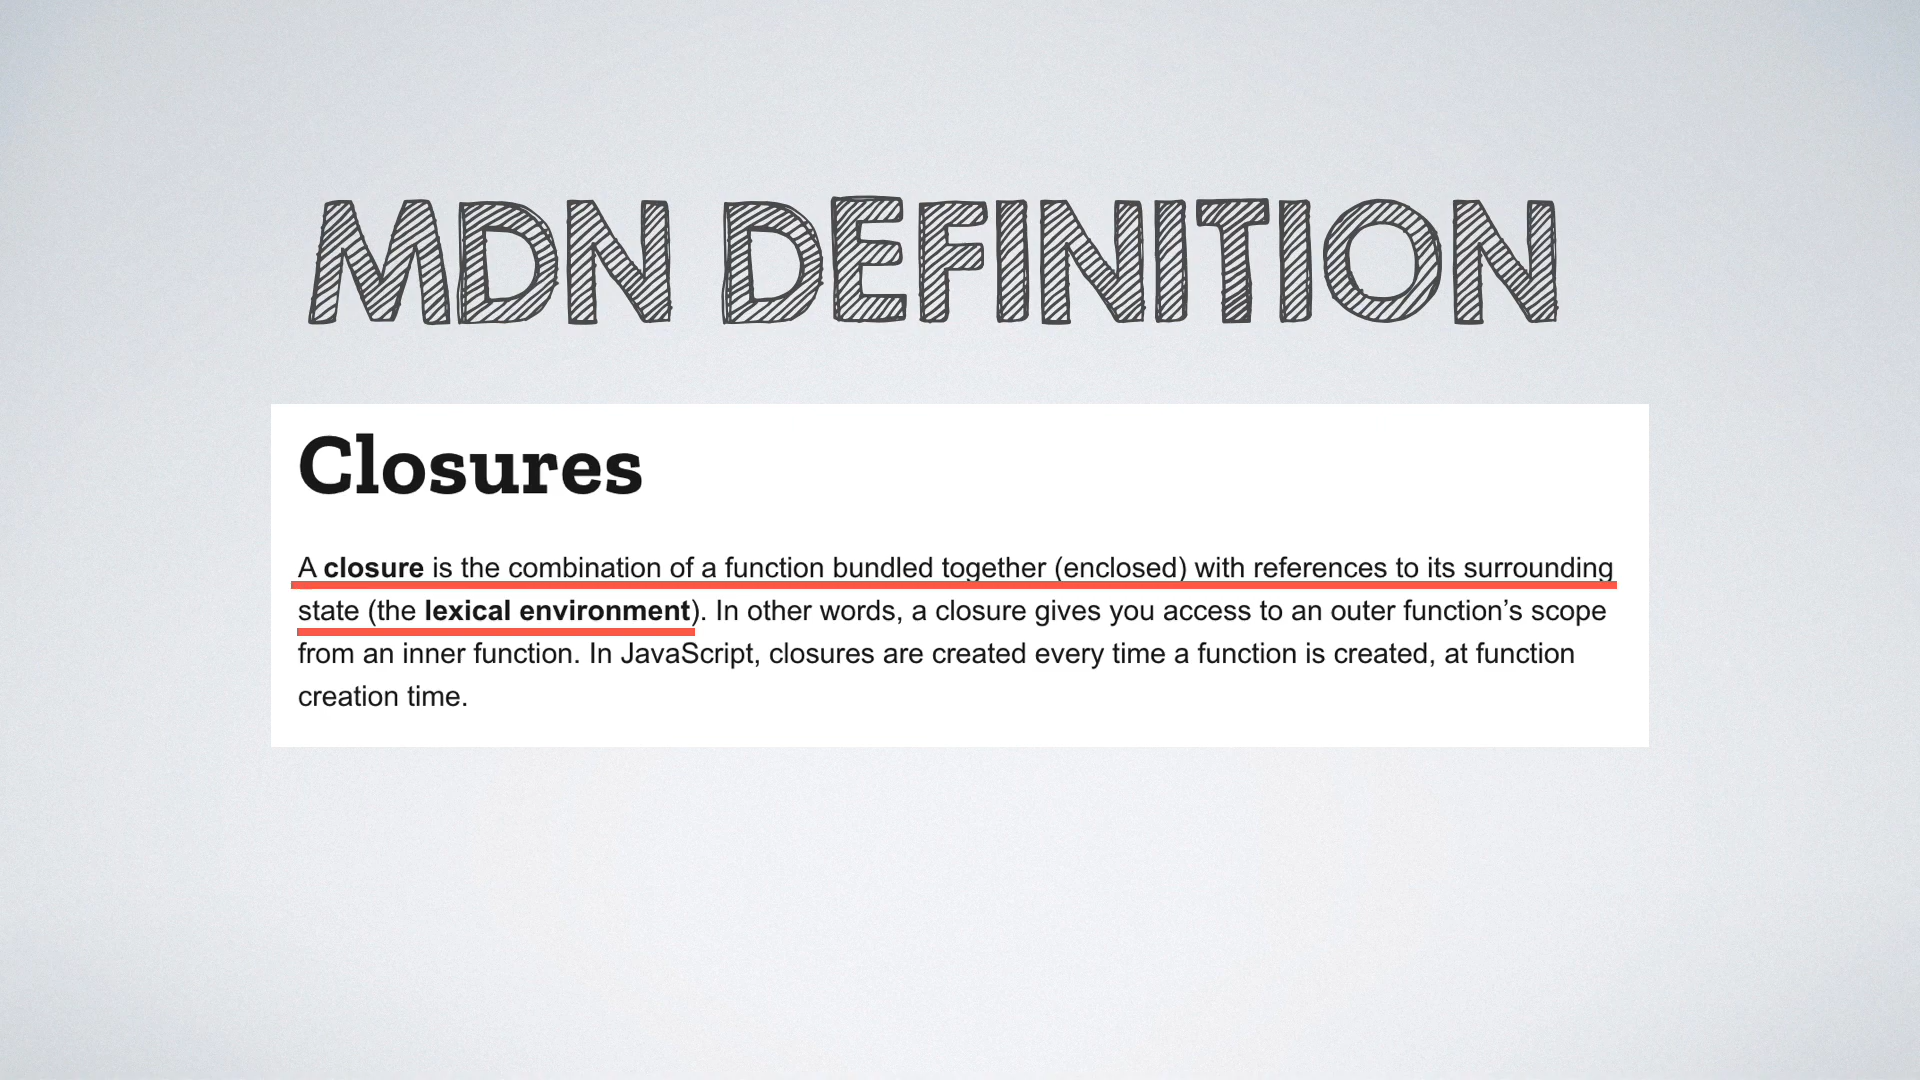 MDN DEFINITION
Closures
A closure is the combination of a function bundled together (enclosed) with references to its surrounding
state (the lexical environment). In other words, a closure gives you access to an outer function’s scope
from an inner function. In JavaScript, closures are created every time a function is created, at function
creation time.